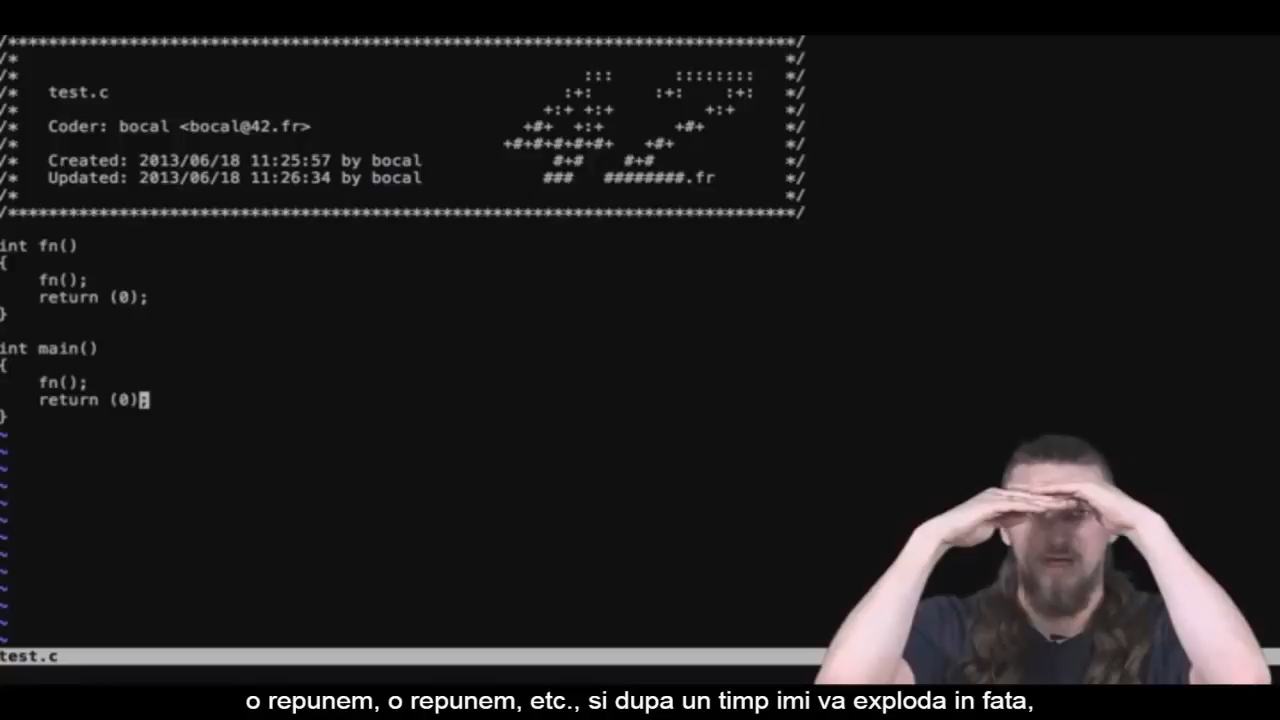 /******************************************************************************/
/*                                                                            */
/*                                                        :::      ::::::::   */
/*   test.c                                             :+:      :+:    :+:   */
/*                                                    +:+ +:+         +:+     */
/*   Coder: bocal <bocal@42.fr>                     +#+  +:+       +#+        */
/*                                                +#+#+#+#+#+   +#+           */
/*   Created: 2013/06/18 11:25:57 by bocal             #+#    #+#             */
/*   Updated: 2013/06/18 11:26:34 by bocal            ###   ########.fr       */
/*                                                                            */
/******************************************************************************/
int fn()
{
    fn();
    return (0);
}
int main()
{
    fn();
    return (0);
}
~
~
~
~
~
~
~
~
~
~
~
~
~
test.c
o repunem, o repunem, etc., si dupa un timp imi va exploda in fata,